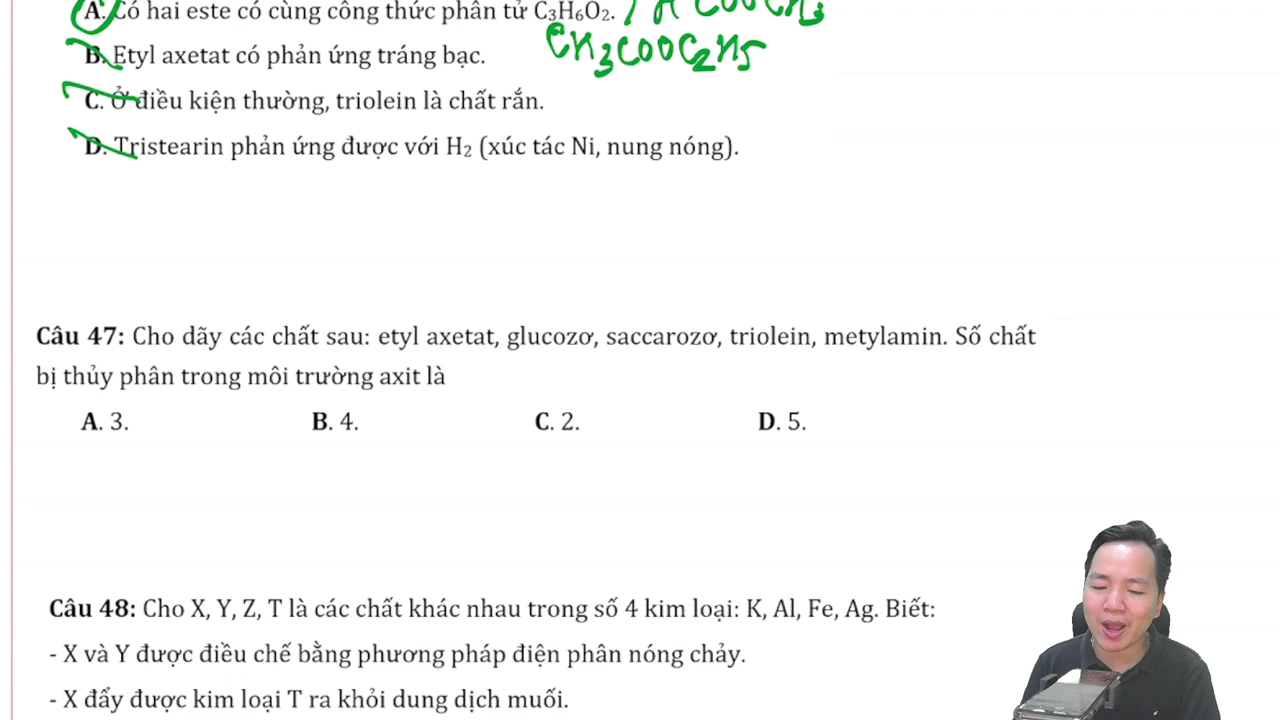 A. Có hai este có cùng công thức phân tử C₃H₆O₂. COOCH₃
CH₃COOC₂H₅
B. Etyl axetat có phản ứng tráng bạc.
C. Ở điều kiện thường, triolein là chất rắn.
D. Tristearin phản ứng được với H₂ (xúc tác Ni, nung nóng).
Câu 47: Cho dãy các chất sau: etyl axetat, glucozơ, saccarozơ, triolein, metylamin. Số chất
bị thủy phân trong môi trường axit là
A. 3. B. 4. C. 2. D. 5.
Câu 48: Cho X, Y, Z, T là các chất khác nhau trong số 4 kim loại: K, Al, Fe, Ag. Biết:
- X và Y được điều chế bằng phương pháp điện phân nóng chảy.
- X đẩy được kim loại T ra khỏi dung dịch muối.